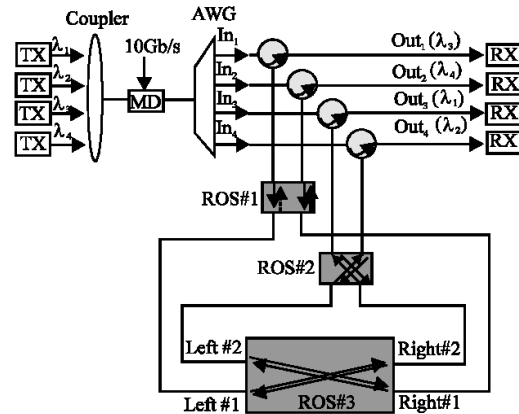 Coupler
AWG
10Gb/s
TX λ₁
TX λ₂
TX λ₃
TX λ₄
MD
In₁
In₂
In₃
In₄
Out₁ (λ₃)
Out₂ (λ₄)
Out₃ (λ₁)
Out₄ (λ₂)
RX
RX
RX
RX
ROS#1
ROS#2
Left #2
Right#2
Left #1
ROS#3
Right#1